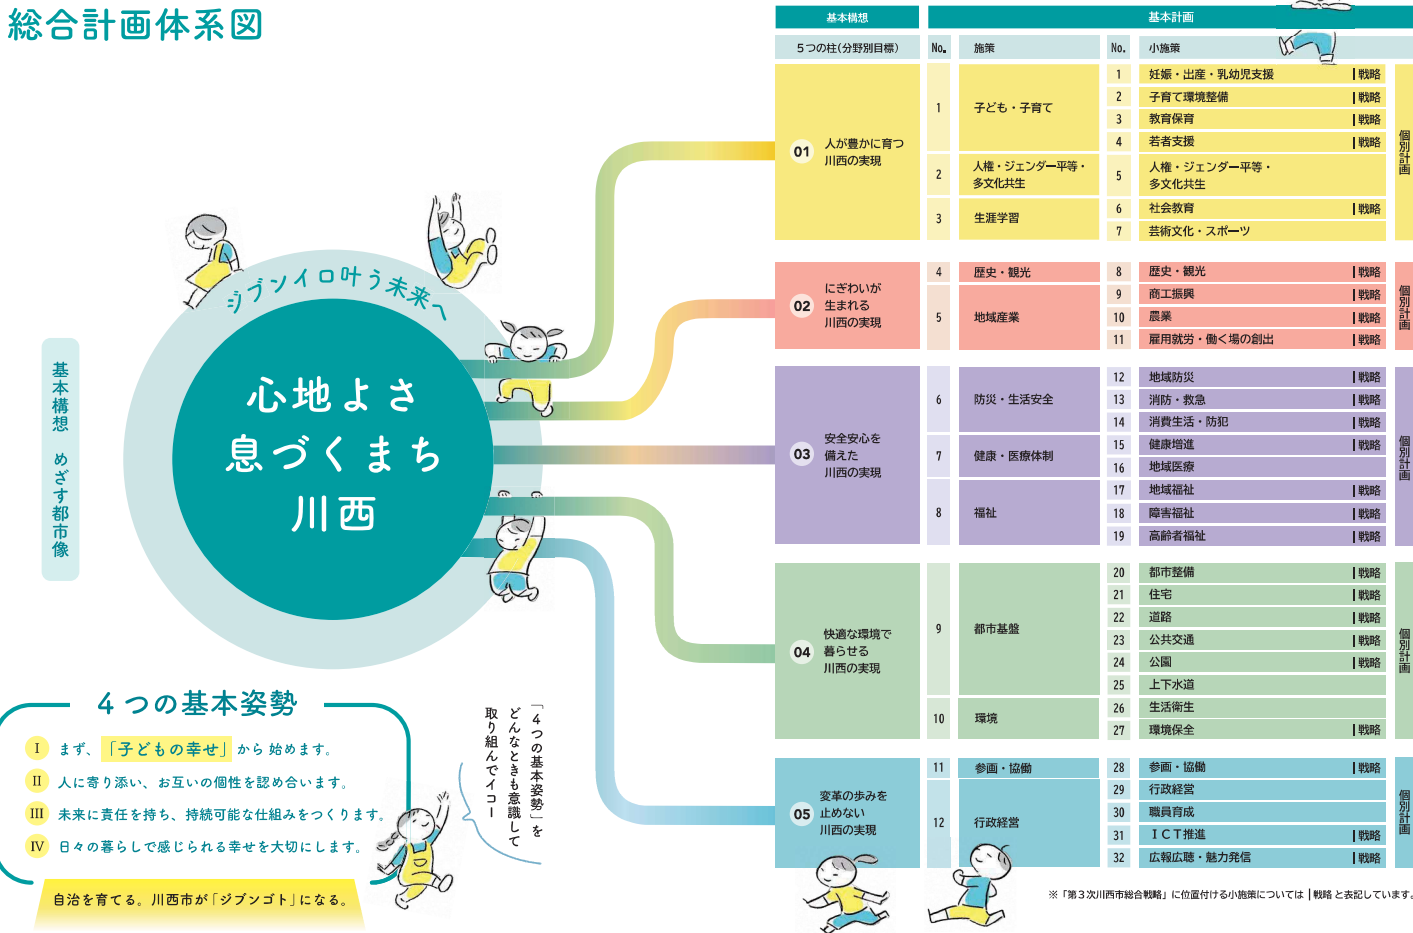 総合計画体系図
基本構想　めざす都市像
ジブンイロ叶う未来へ
心地よさ
息づくまち
川西
4つの基本姿勢
Ⅰ まず、「子どもの幸せ」から 始めます。
Ⅱ 人に寄り添い、お互いの個性を認め合います。
Ⅲ 未来に責任を持ち、持続可能な仕組みをつくります。
Ⅳ 日々の暮らしで感じられる幸せを大切にします。
自治を育てる。川西市が「ジブンゴト」になる。
「4つの基本姿勢」を
どんなときも意識して
取り組んでイコー
基本構想
基本計画
5つの柱(分野別目標)
No.
施策
No.
小施策
01
人が豊かに育つ
川西の実現
1 子ども・子育て
1 妊娠・出産・乳幼児支援 |戦略
2 子育て環境整備 |戦略
3 教育保育 |戦略
4 若者支援 |戦略
2 人権・ジェンダー平等・
多文化共生
5 人権・ジェンダー平等・
多文化共生
3 生涯学習
6 社会教育 |戦略
7 芸術文化・スポーツ
個別計画
02
にぎわいが
生まれる
川西の実現
4 歴史・観光
8 歴史・観光 |戦略
5 地域産業
9 商工振興 |戦略
10 農業 |戦略
11 雇用就労・働く場の創出 |戦略
個別計画
03
安全安心を
備えた
川西の実現
6 防災・生活安全
12 地域防災 |戦略
13 消防・救急 |戦略
14 消費生活・防犯 |戦略
7 健康・医療体制
15 健康増進 |戦略
16 地域医療
8 福祉
17 地域福祉 |戦略
18 障害福祉 |戦略
19 高齢者福祉 |戦略
個別計画
04
快適な環境で
暮らせる
川西の実現
9 都市基盤
20 都市整備 |戦略
21 住宅 |戦略
22 道路 |戦略
23 公共交通 |戦略
24 公園 |戦略
25 上下水道
10 環境
26 生活衛生
27 環境保全 |戦略
個別計画
05
変革の歩みを
止めない
川西の実現
11 参画・協働
28 参画・協働 |戦略
12 行政経営
29 行政経営
30 職員育成
31 ＩＣＴ推進 |戦略
32 広報広聴・魅力発信 |戦略
個別計画
※「第３次川西市総合戦略」に位置付ける小施策については |戦略 と表記しています。